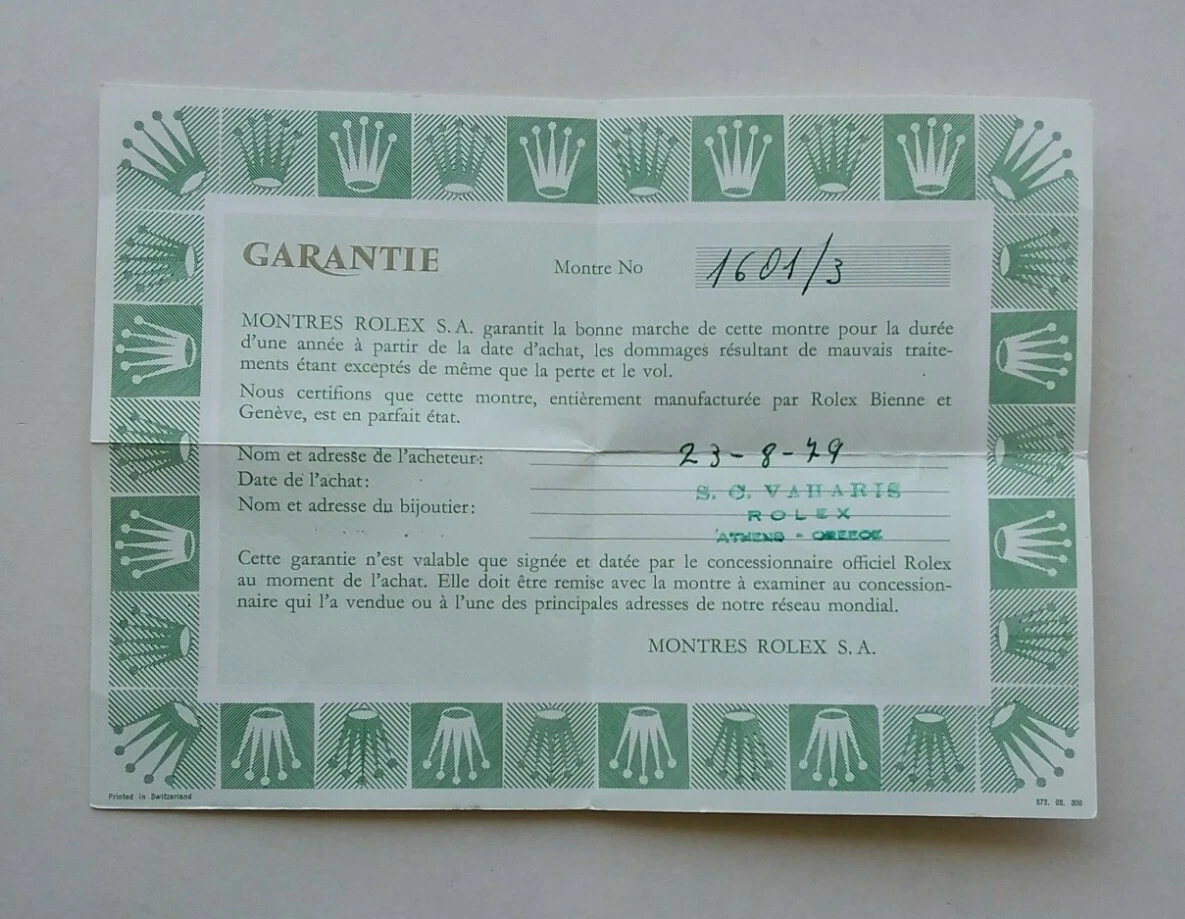 GARANTIE
Montre No 1601/3
MONTRES ROLEX S.A. garantit la bonne marche de cette montre pour la durée
d'une année à partir de la date d'achat, les dommages résultant de mauvais traite-
ments étant exceptés de même que la perte et le vol.
Nous certifions que cette montre, entièrement manufacturée par Rolex Bienne et
Genève, est en parfait état.
Nom et adresse de l'acheteur: 23-8-79
Date de l'achat: S. C. VAHARIS
Nom et adresse du bijoutier: ROLEX
ATHENS - GREECE
Cette garantie n'est valable que signée et datée par le concessionnaire officiel Rolex
au moment de l'achat. Elle doit être remise avec la montre à examiner au concession-
naire qui l'a vendue ou à l'une des principales adresses de notre réseau mondial.
MONTRES ROLEX S.A.
Printed in Switzerland
572. 02. 300